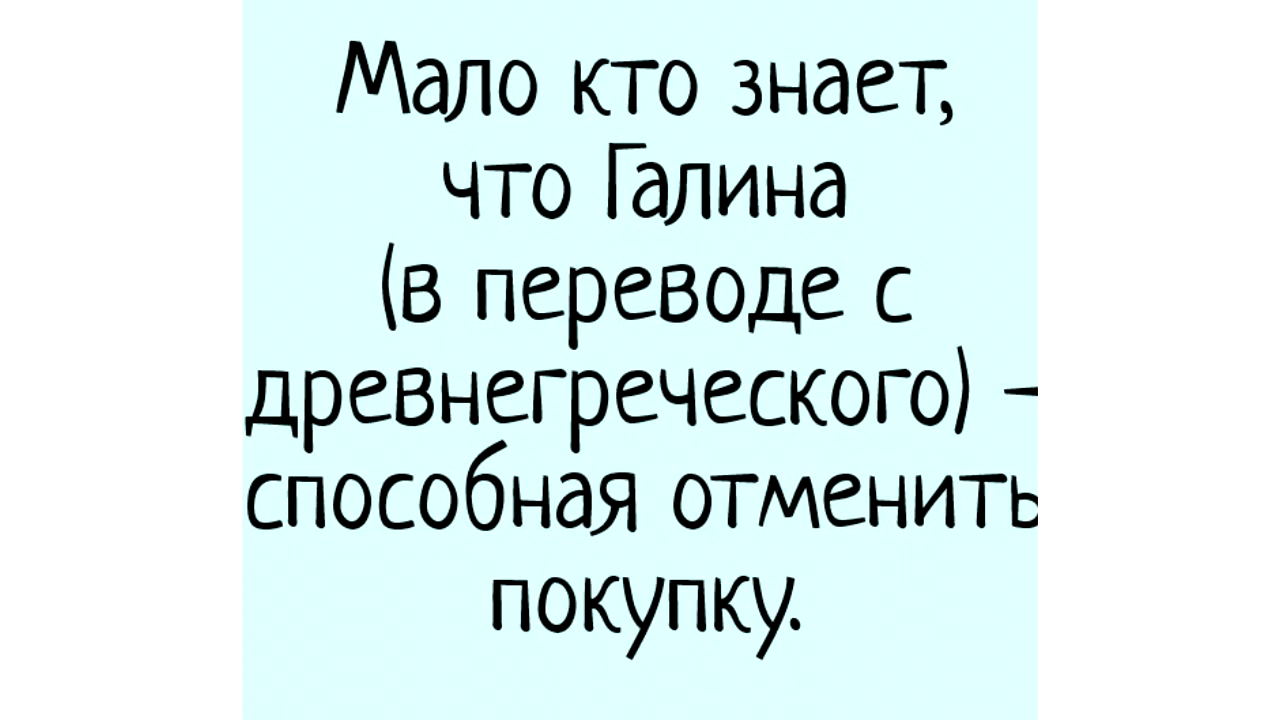 Мало кто знает,
что Галина
(в переводе с
древнегреческого) –
способная отменить
покупку.